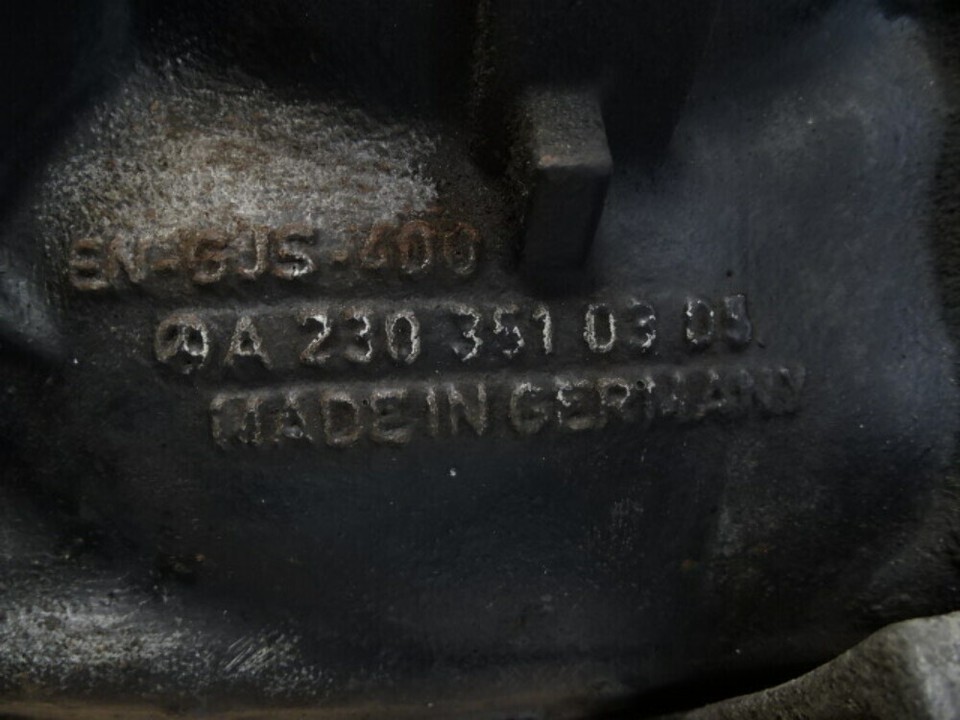 EN-GJS-400
A 230 351 03 05
MADE IN GERMANY